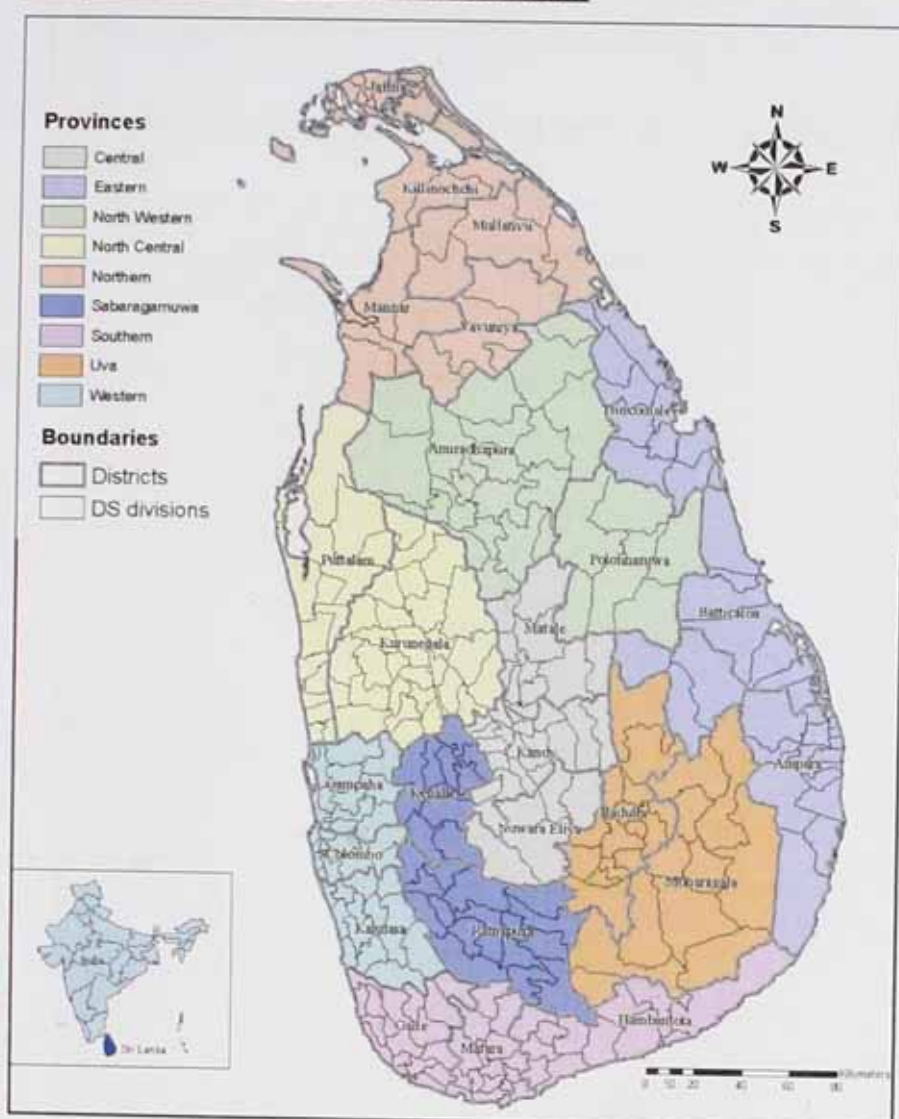 Provinces
Central
Eastern
North Western
North Central
Northern
Sabaragamuwa
Southern
Uva
Western
Boundaries
Districts
DS divisions
N
W E
S
Jaffna
Killinochchi
Mullativu
Mannar
Vavuniya
Trincomalee
Anuradhapura
Puttalam
Polonnaruwa
Batticaloa
Matale
Kurunegala
Kandy
Ampara
Gampaha
Kegalle
Badulla
Nuwara Eliya
Colombo
Moneragala
Kalutara
Ratnapura
Galle
Matara
Hambantota
India
Sri Lanka
0 10 20 40 60 80
Kilometers